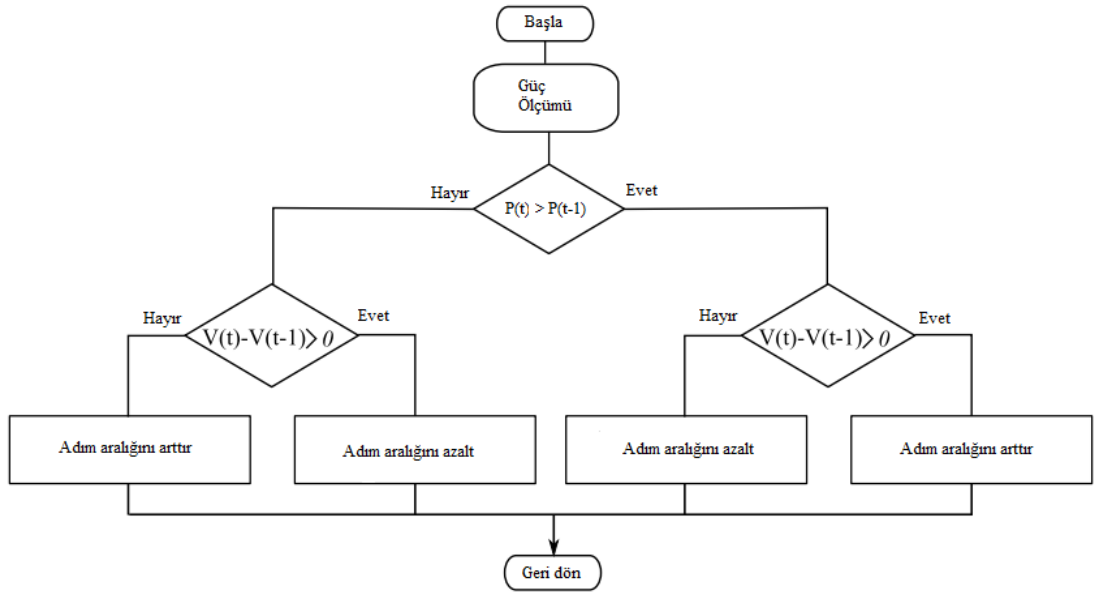 Başla
Güç
Ölçümü
Hayır
Evet
P(t) > P(t-1)
Hayır
Evet
V(t)-V(t-1)> 0
Hayır
Evet
V(t)-V(t-1)> 0
Adım aralığını arttır
Adım aralığını azalt
Adım aralığını azalt
Adım aralığını arttır
Geri dön